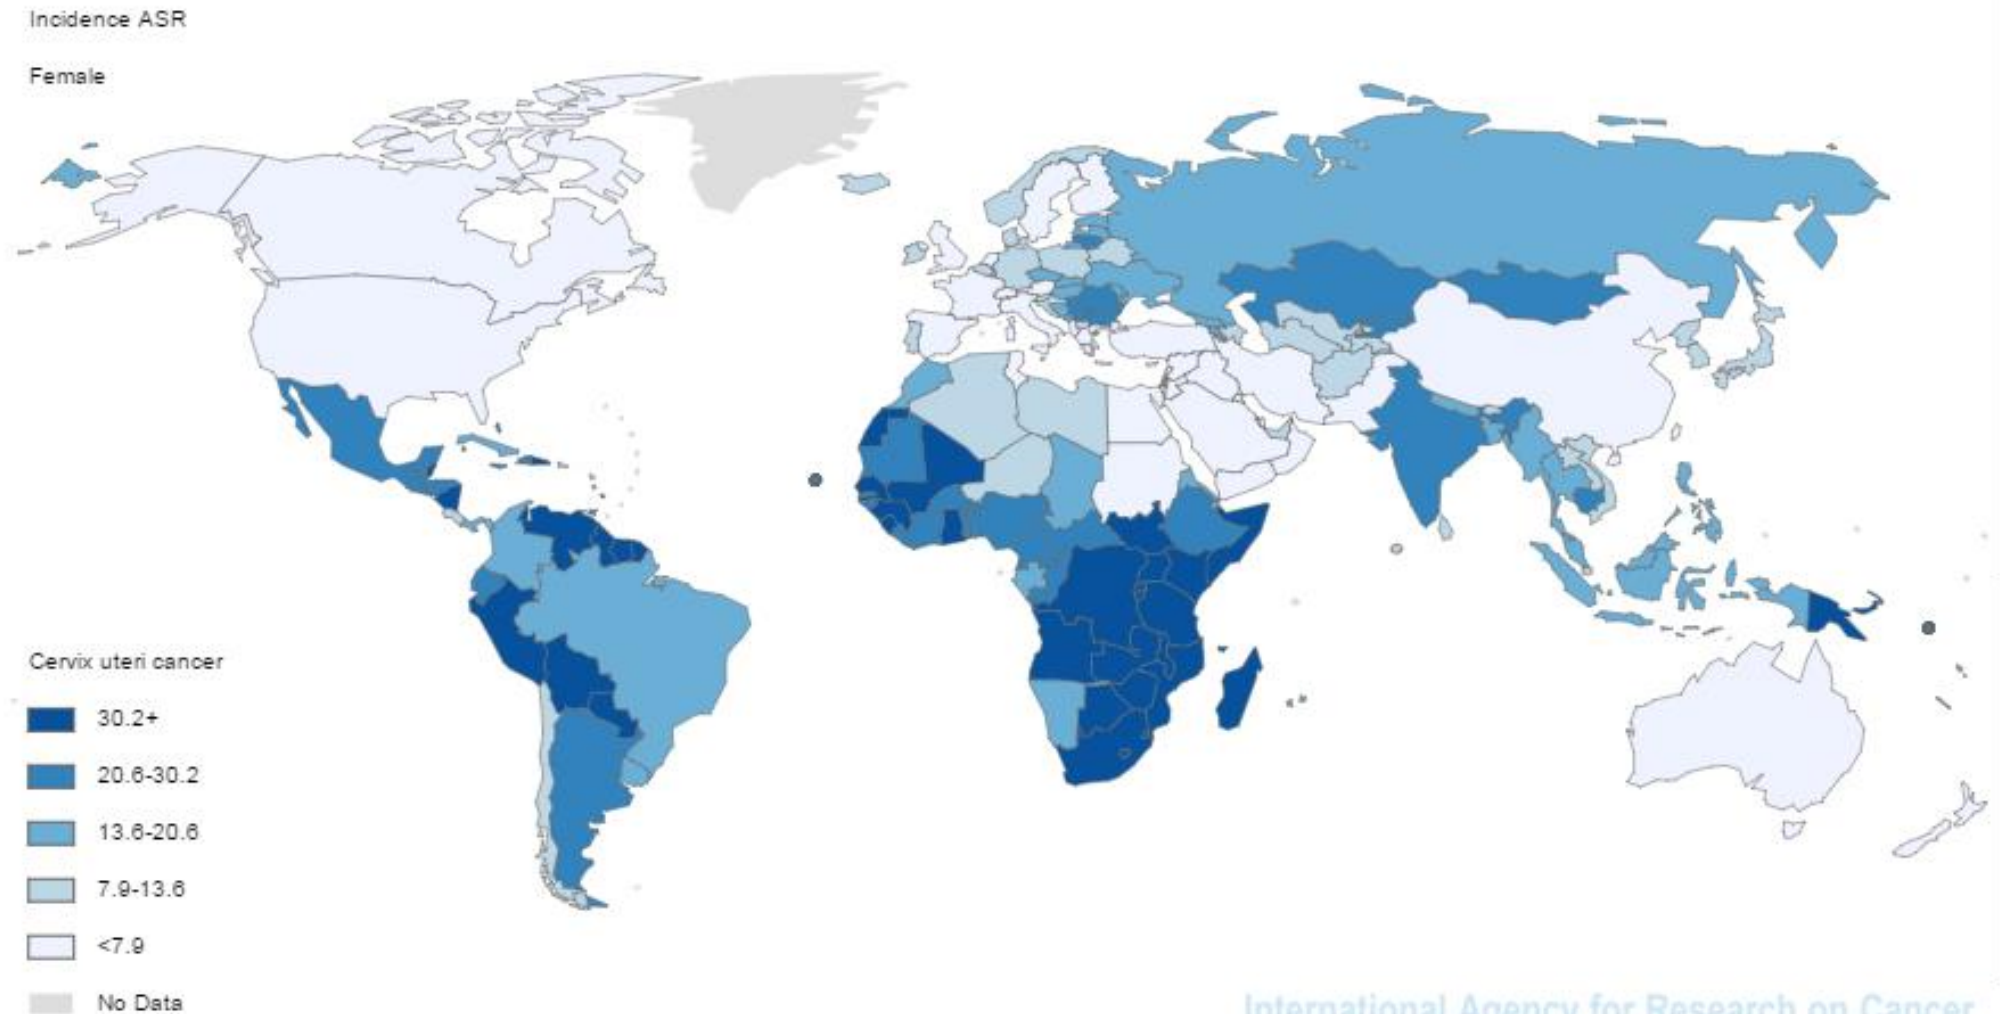 Incidence ASR
Female
Cervix uteri cancer
30.2+
20.6-30.2
13.6-20.6
7.9-13.6
<7.9
No Data
International Agency for Research on Cancer